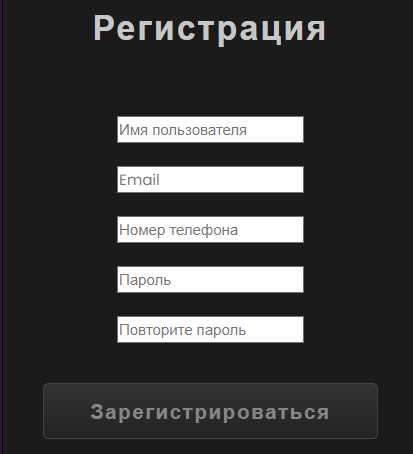 Регистрация
Имя пользователя
Email
Номер телефона
Пароль
Повторите пароль
Зарегистрироваться